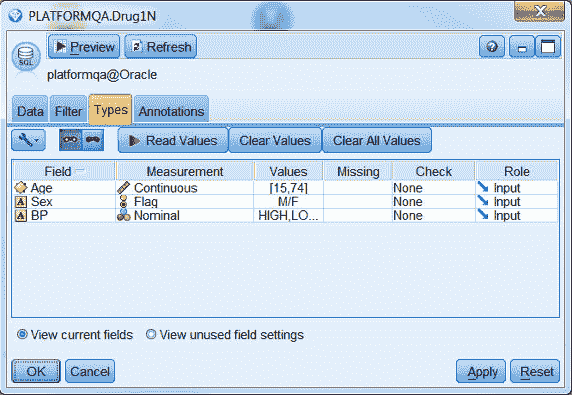 PLATFORMQA.Drug1N
SQL
Preview Refresh
platformqa@Oracle
Data Filter Types Annotations
Read Values Clear Values Clear All Values
Field Measurement Values Missing Check Role
Age Continuous [15,74] None Input
A Sex Flag M/F None Input
A BP Nominal HIGH,LO... None Input
View current fields View unused field settings
OK Cancel Apply Reset